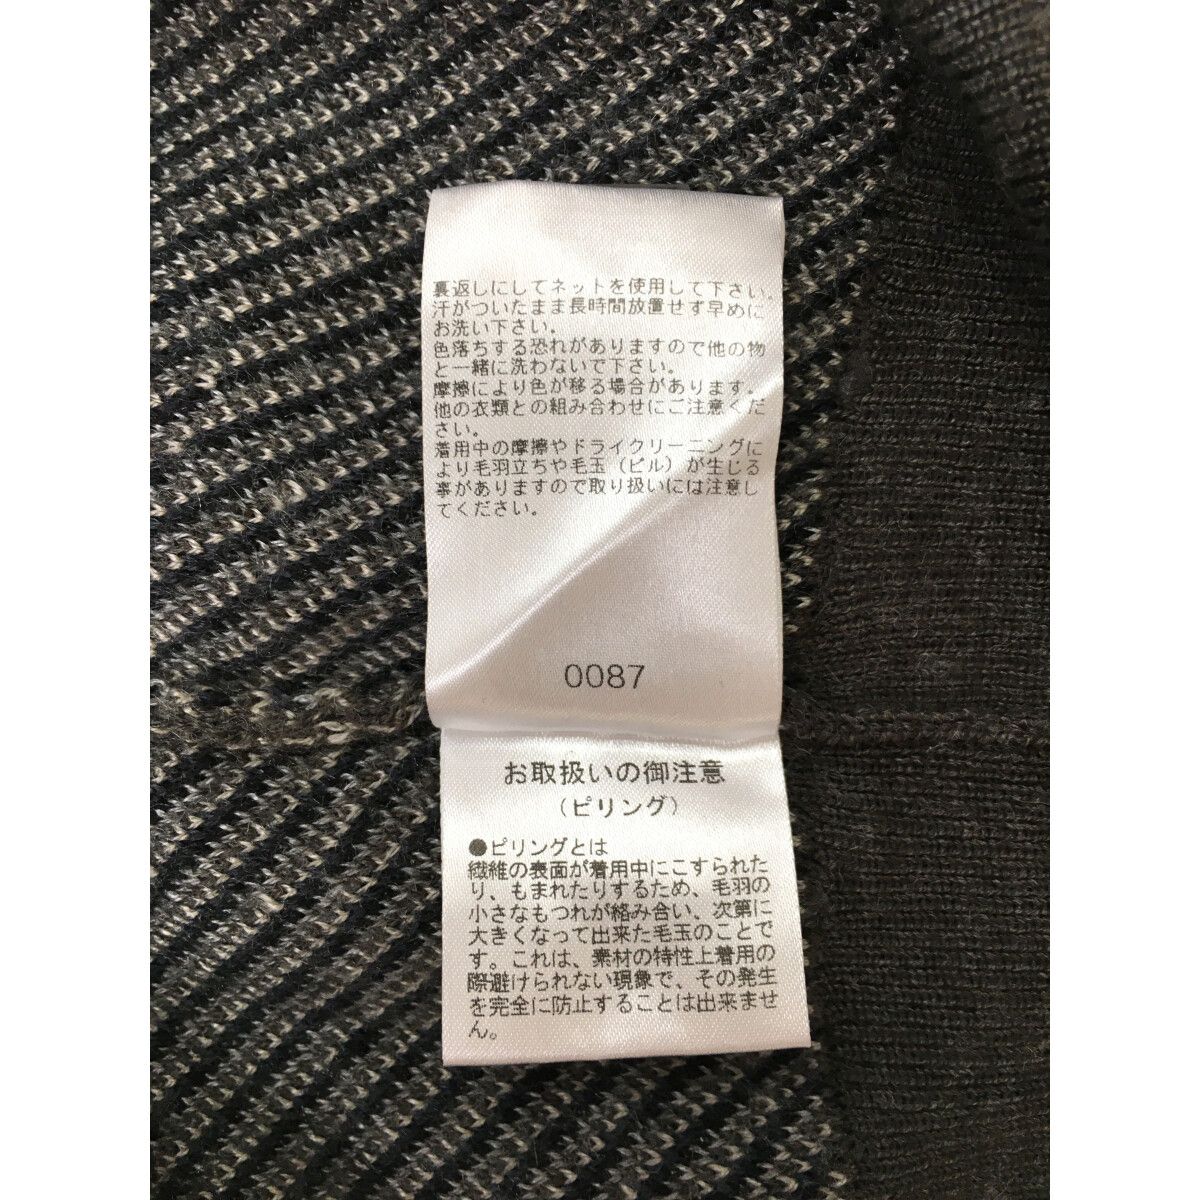 裏返しにしてネットを使用して下さい。
汗がついたまま長時間放置せず早めに
お洗い下さい。
色落ちする恐れがありますので他の物
と一緒に洗わないで下さい。
摩擦により色が移る場合があります。
他の衣類との組み合わせにご注意くだ
さい。
着用中の摩擦やドライクリーニングに
より毛羽立ちや毛玉（ピル）が生じる
事がありますので取り扱いには注意し
てください。
0087
お取扱いの御注意
（ピリング）
●ピリングとは
繊維の表面が着用中にこすられた
り、もまれたりするため、毛羽の
小さなもつれが絡み合い、次第に
大きくなって出来た毛玉のことで
す。これは、素材の特性上着用の
際避けられない現象で、その発生
を完全に防止することは出来ませ
ん。